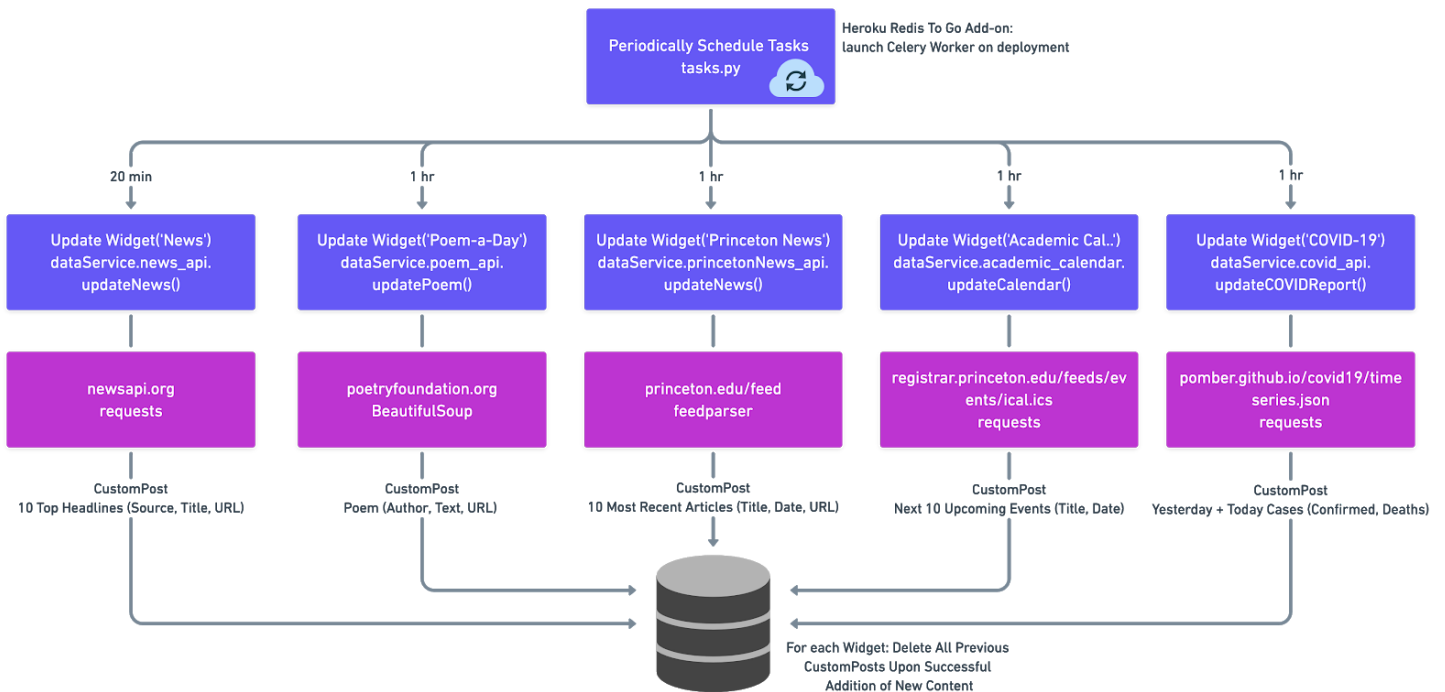 Periodically Schedule Tasks
tasks.py
Heroku Redis To Go Add-on:
launch Celery Worker on deployment
20 min
1 hr
1 hr
1 hr
1 hr
Update Widget('News')
dataService.news_api.
updateNews()
Update Widget('Poem-a-Day')
dataService.poem_api.
updatePoem()
Update Widget('Princeton News')
dataService.princetonNews_api.
updateNews()
Update Widget('Academic Cal..')
dataService.academic_calendar.
updateCalendar()
Update Widget('COVID-19')
dataService.covid_api.
updateCOVIDReport()
newsapi.org
requests
poetryfoundation.org
BeautifulSoup
princeton.edu/feed
feedparser
registrar.princeton.edu/feeds/ev
ents/ical.ics
requests
pomber.github.io/covid19/time
series.json
requests
CustomPost
10 Top Headlines (Source, Title, URL)
CustomPost
Poem (Author, Text, URL)
CustomPost
10 Most Recent Articles (Title, Date, URL)
CustomPost
Next 10 Upcoming Events (Title, Date)
CustomPost
Yesterday + Today Cases (Confirmed, Deaths)
For each Widget: Delete All Previous
CustomPosts Upon Successful
Addition of New Content